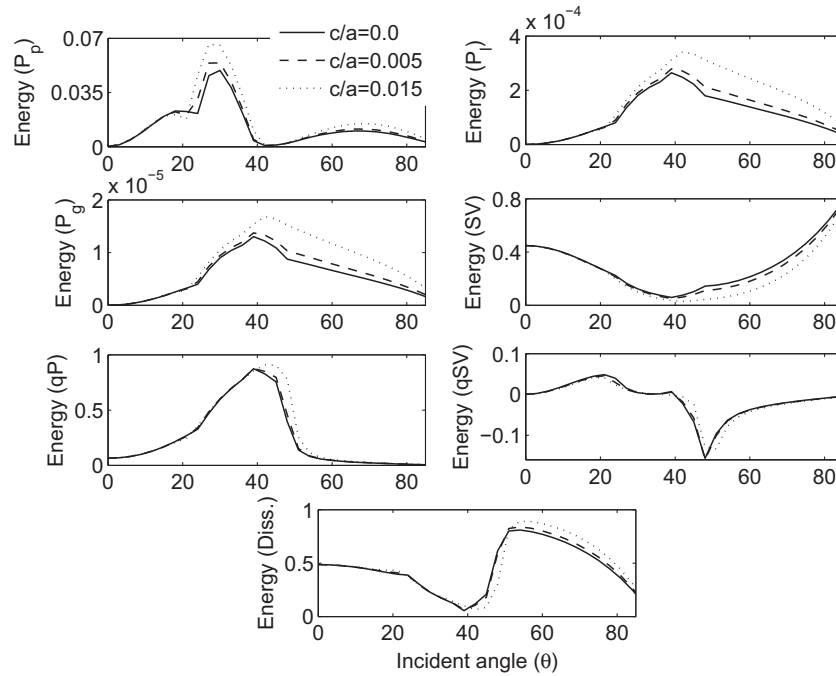 0.07
0.035
0
0 20 40 60 80
Energy (Pp)
c/a=0.0
c/a=0.005
c/a=0.015
x 10−4
4
2
0
0 20 40 60 80
Energy (Pl)
x 10−5
2
1
0
0 20 40 60 80
Energy (Pg)
0.8
0.4
0
0 20 40 60 80
Energy (SV)
1
0.5
0
0 20 40 60 80
Energy (qP)
0.1
0
−0.1
0 20 40 60 80
Energy (qSV)
1
0.5
0
0 20 40 60 80
Energy (Diss.)
Incident angle (θ)